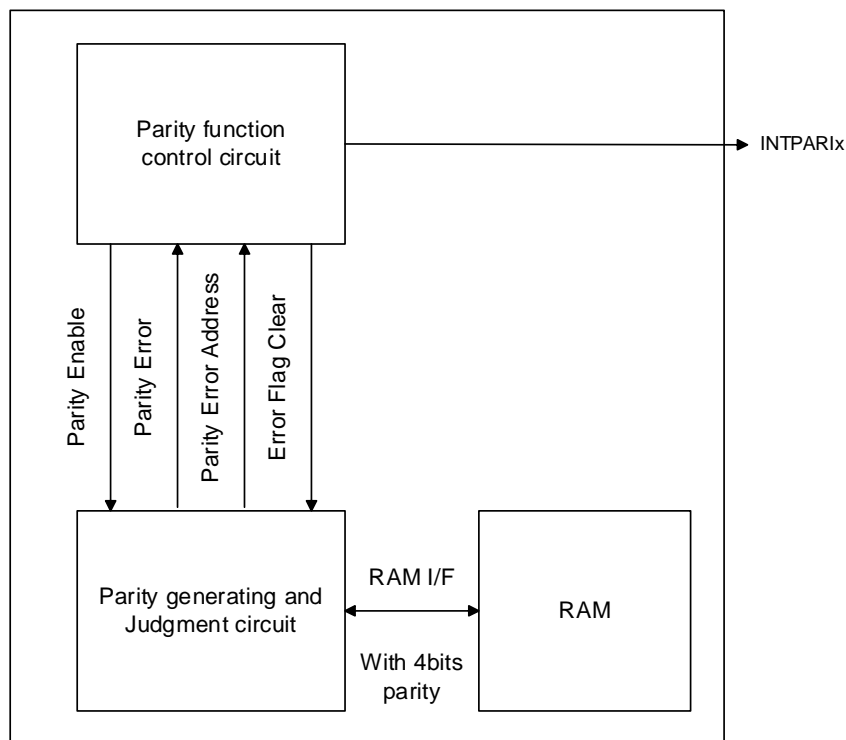 Parity function
control circuit
INTPARIx
Parity Enable
Parity Error
Parity Error Address
Error Flag Clear
Parity generating and
Judgment circuit
RAM I/F
With 4bits
parity
RAM